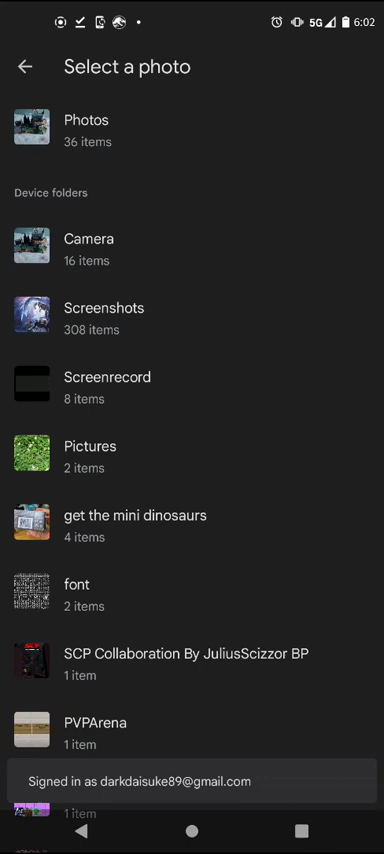 5G 6:02
Select a photo
Photos
36 items
Device folders
Camera
16 items
Screenshots
308 items
Screenrecord
8 items
Pictures
2 items
get the mini dinosaurs
4 items
font
2 items
SCP Collaboration By JuliusScizzor BP
1 item
PVPArena
1 item
Signed in as darkdaisuke89@gmail.com
1 item